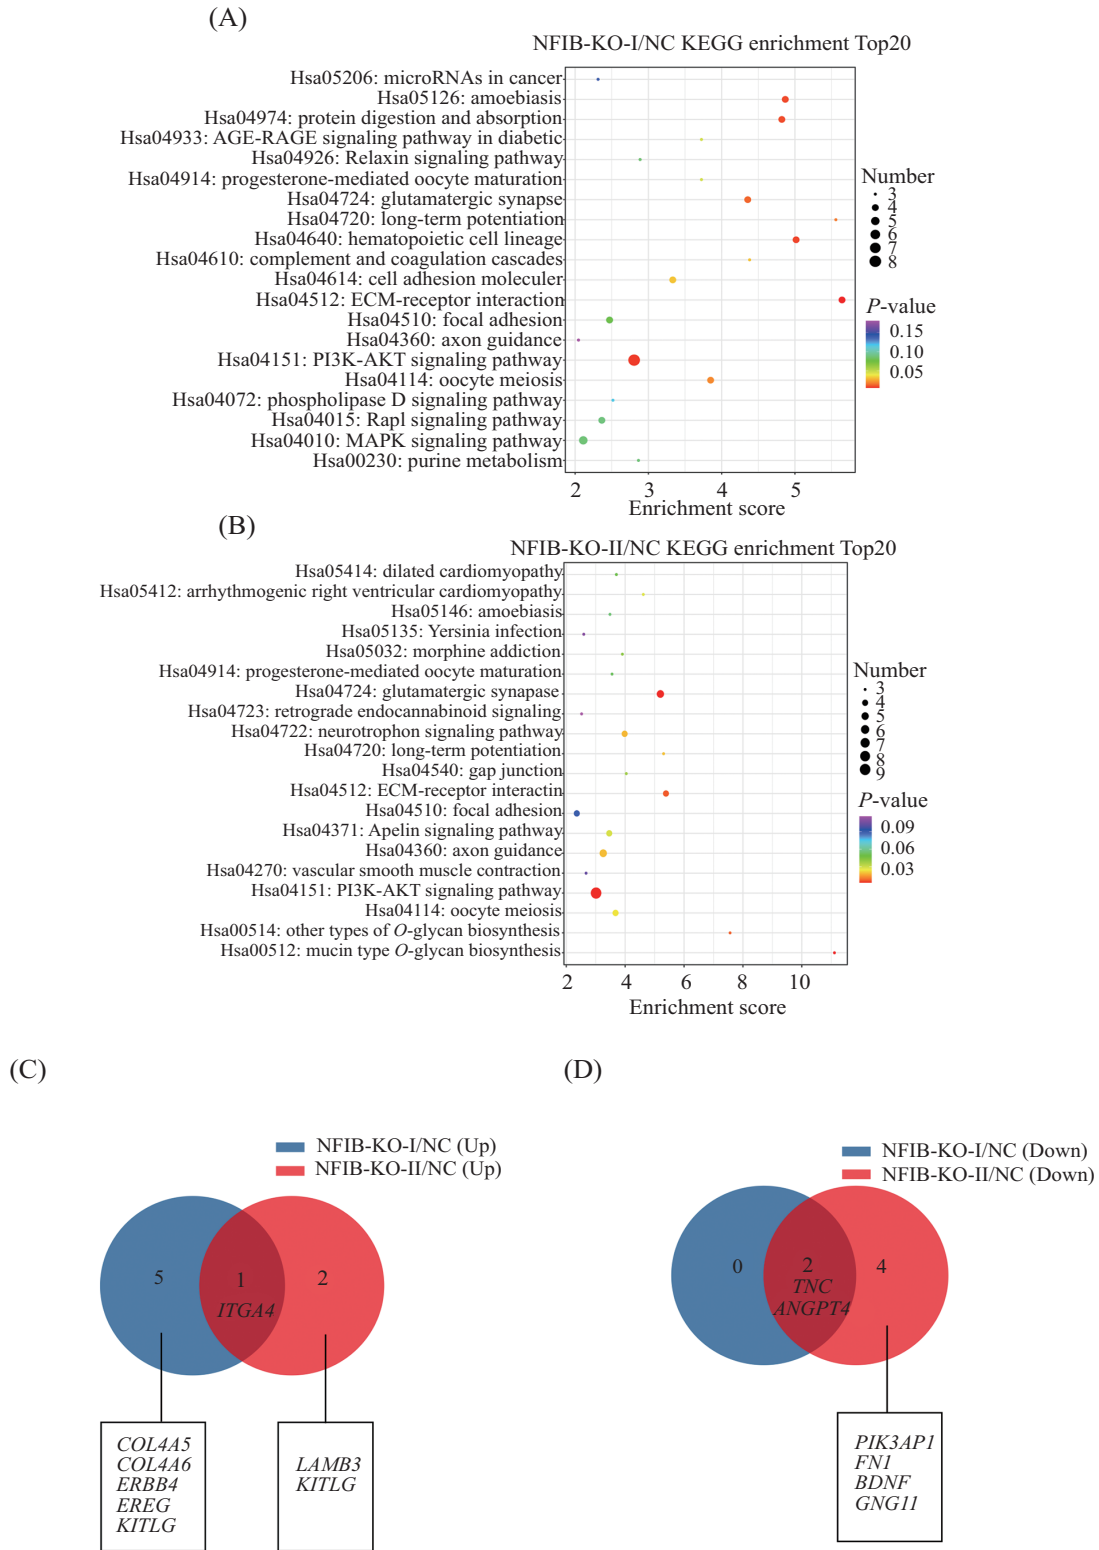 (A)
NFIB-KO-I/NC KEGG enrichment Top20
Hsa05206: microRNAs in cancer
Hsa05126: amoebiasis
Hsa04974: protein digestion and absorption
Hsa04933: AGE-RAGE signaling pathway in diabetic
Hsa04926: Relaxin signaling pathway
Hsa04914: progesterone-mediated oocyte maturation
Hsa04724: glutamatergic synapse
Hsa04720: long-term potentiation
Hsa04640: hematopoietic cell lineage
Hsa04610: complement and coagulation cascades
Hsa04614: cell adhesion moleculer
Hsa04512: ECM-receptor interaction
Hsa04510: focal adhesion
Hsa04360: axon guidance
Hsa04151: PI3K-AKT signaling pathway
Hsa04114: oocyte meiosis
Hsa04072: phospholipase D signaling pathway
Hsa04015: Rapl signaling pathway
Hsa04010: MAPK signaling pathway
Hsa00230: purine metabolism
2 3 4 5
Enrichment score
Number
3
4
5
6
7
8
P-value
0.15
0.10
0.05
(B)
NFIB-KO-II/NC KEGG enrichment Top20
Hsa05414: dilated cardiomyopathy
Hsa05412: arrhythmogenic right ventricular cardiomyopathy
Hsa05146: amoebiasis
Hsa05135: Yersinia infection
Hsa05032: morphine addiction
Hsa04914: progesterone-mediated oocyte maturation
Hsa04724: glutamatergic synapase
Hsa04723: retrograde endocannabinoid signaling
Hsa04722: neurotrophon signaling pathway
Hsa04720: long-term potentiation
Hsa04540: gap junction
Hsa04512: ECM-receptor interactin
Hsa04510: focal adhesion
Hsa04371: Apelin signaling pathway
Hsa04360: axon guidance
Hsa04270: vascular smooth muscle contraction
Hsa04151: PI3K-AKT signaling pathway
Hsa04114: oocyte meiosis
Hsa00514: other types of O-glycan biosynthesis
Hsa00512: mucin type O-glycan biosynthesis
2 4 6 8 10
Enrichment score
Number
3
4
5
6
7
8
9
P-value
0.09
0.06
0.03
(C)
NFIB-KO-I/NC (Up)
NFIB-KO-II/NC (Up)
5 1 2
ITGA4
COL4A5
COL4A6
ERBB4
EREG
KITLG
LAMB3
KITLG
(D)
NFIB-KO-I/NC (Down)
NFIB-KO-II/NC (Down)
0 2 4
TNC
ANGPT4
PIK3AP1
FN1
BDNF
GNG11